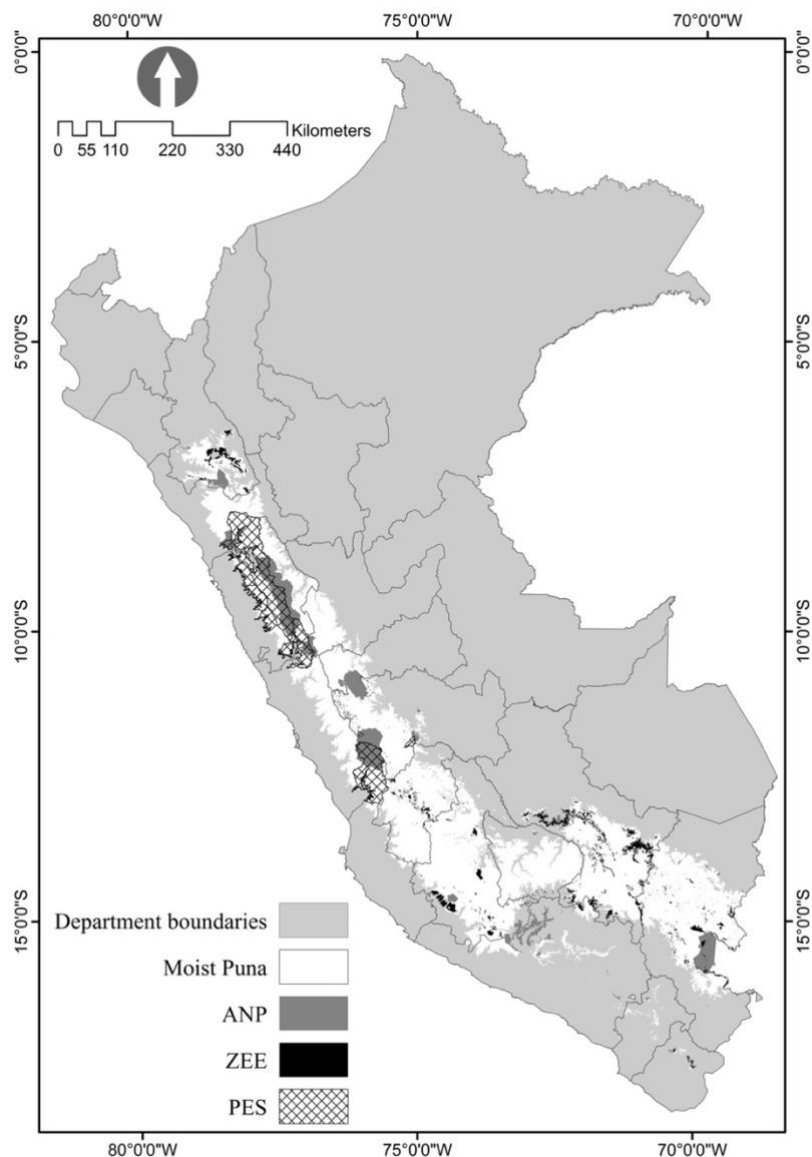 80°0'0"W 75°0'0"W 70°0'0"W
0°0'0" 0°0'0"
Kilometers
0 55 110 220 330 440
5°0'0"S 5°0'0"S
10°0'0"S 10°0'0"S
15°0'0"S 15°0'0"S
Department boundaries
Moist Puna
ANP
ZEE
PES
80°0'0"W 75°0'0"W 70°0'0"W